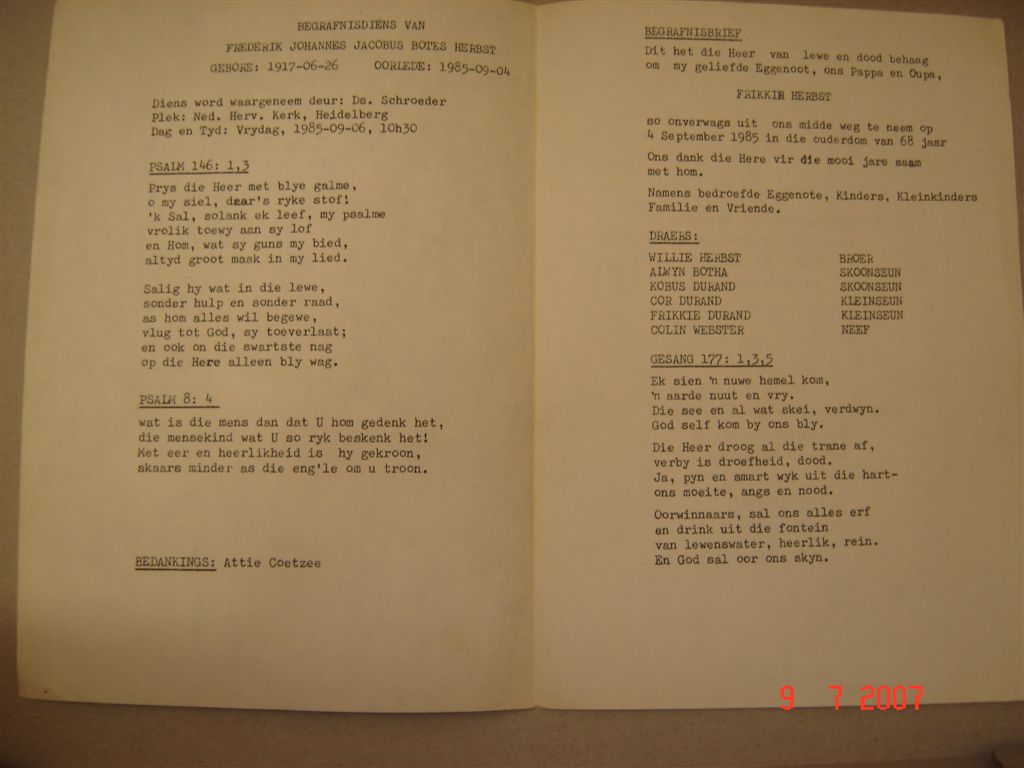 BEGRAFNISDIENS VAN
FREDERIK JOHANNES JACOBUS BOTES HERBST
GEBORE: 1917-06-26 OORLEDE: 1985-09-04
Diens word waargeneem deur: Ds. Schroeder
Plek: Ned. Herv. Kerk, Heidelberg
Dag en Tyd: Vrydag, 1985-09-06, 10h30
PSALM 146: 1,3
Prys die Heer met blye galme,
o my siel, daar's ryke stof!
'k Sal, solank ek leef, my psalme
vrolik toewy aan sy lof
en Hom, wat sy guns my bied,
altyd groot maak in my lied.
Salig hy wat in die lewe,
sonder hulp en sonder raad,
as hom alles wil begewe,
vlug tot God, sy toeverlaat;
en ook on die swartste nag
op die Here alleen bly wag.
PSALM 8: 4
wat is die mens dan dat U hom gedenk het,
die mensekind wat U so ryk beskenk het!
Met eer en heerlikheid is hy gekroon,
skaars minder as die eng'le om u troon.
BEDANKINGS: Attie Coetzee
BEGRAFNISBRIEF
Dit het die Heer van lewe en dood behaag
om my geliefde Eggenoot, ons Pappa en Oupa,
FRIKKIE HERBST
so onverwags uit ons midde weg te neem op
4 September 1985 in die ouderdom van 68 jaar
Ons dank die Here vir die mooi jare saam
met hom.
Namens bedroefde Eggenote, Kinders, Kleinkinders
Familie en Vriende.
DRAERS:
WILLIE HERBST BROER
ALWYN BOTHA SKOONSEUN
KOBUS DURAND SKOONSEUN
COR DURAND KLEINSEUN
FRIKKIE DURAND KLEINSEUN
COLIN WEBSTER NEEF
GESANG 177: 1,3,5
Ek sien 'n nuwe hemel kom,
'n aarde nuut en vry.
Die see en al wat skei, verdwyn.
God self kom by ons bly.
Die Heer droog al die trane af,
verby is droefheid, dood.
Ja, pyn en smart wyk uit die hart-
ons moeite, angs en nood.
Oorwinnaars, sal ons alles erf
en drink uit die fontein
van lewenswater, heerlik, rein.
En God sal oor ons skyn.
9 7 2007